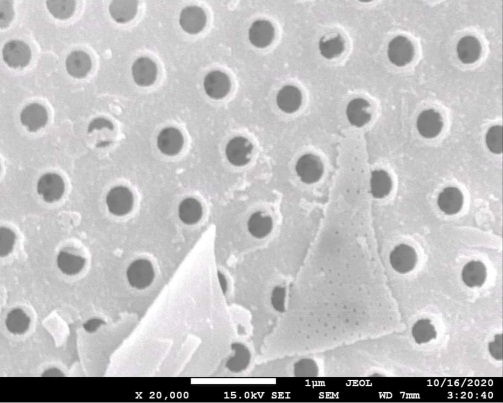 1µm JEOL 10/16/2020
X 20,000 15.0kV SEI SEM WD 7mm 3:20:40